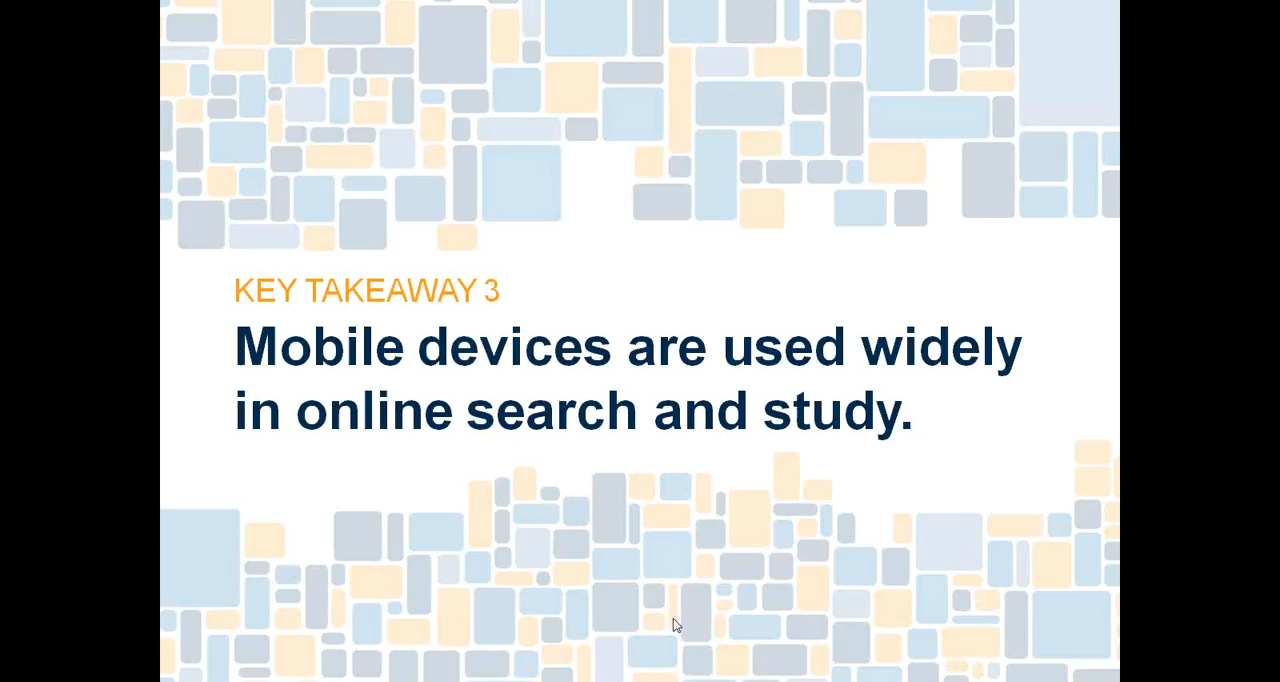 KEY TAKEAWAY 3
Mobile devices are used widely
in online search and study.